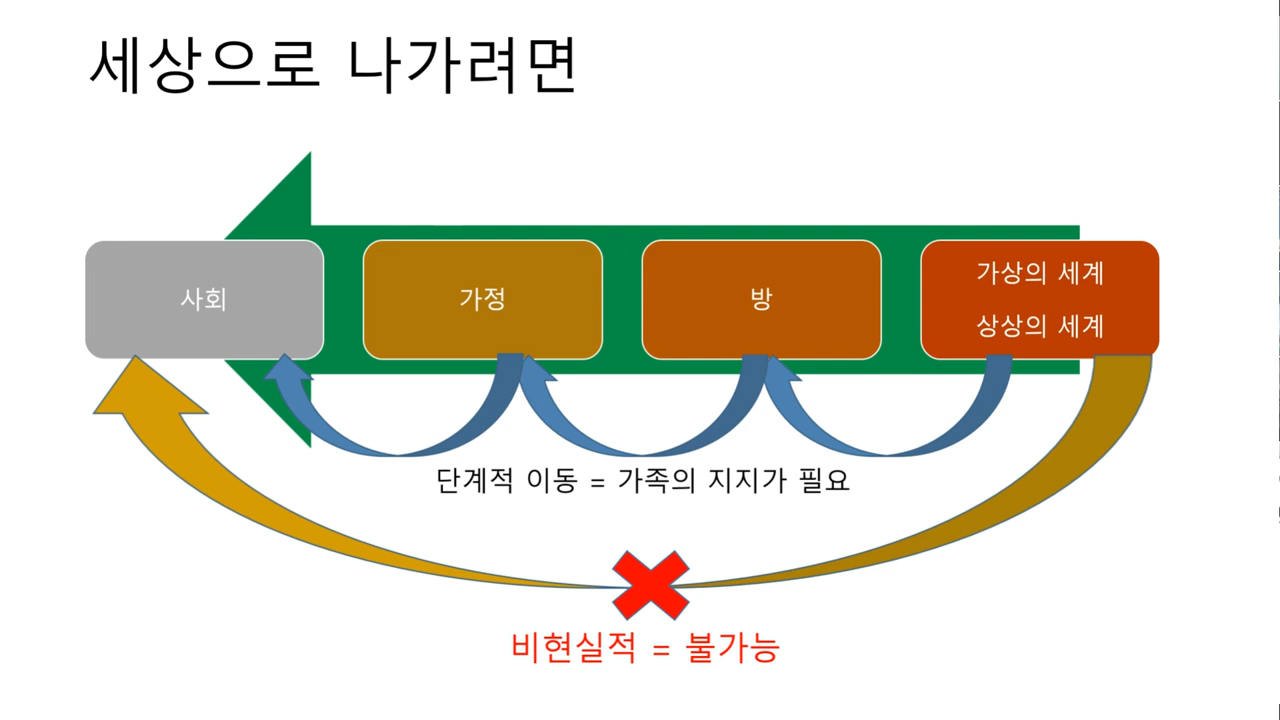 세상으로 나가려면
사회
가정
방
가상의 세계
상상의 세계
단계적 이동 = 가족의 지지가 필요
비현실적 = 불가능